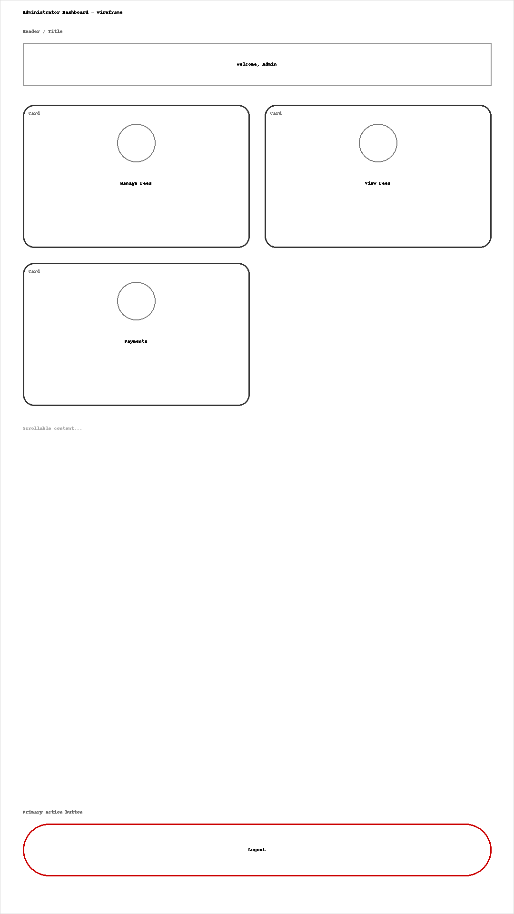 Administrator Dashboard - Wireframe
Header / Title
Welcome, Admin
Card
Card
Manage Fees
View Fees
Card
Payments
Scrollable content...
Primary Action Button
Logout